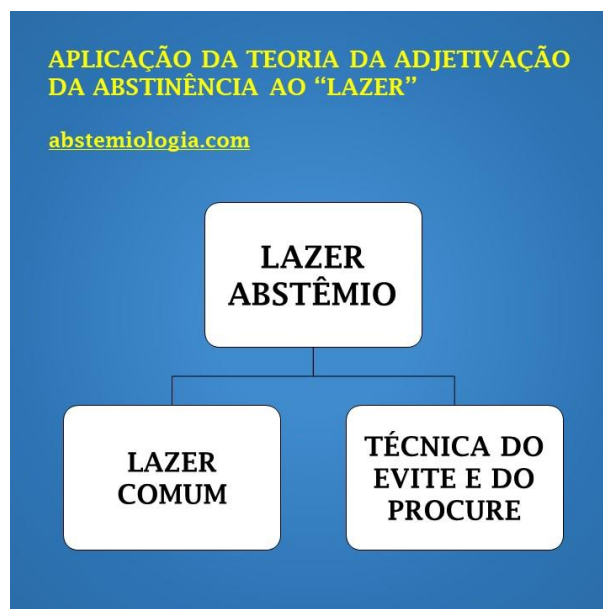 APLICAÇÃO DA TEORIA DA ADJETIVAÇÃO
DA ABSTINÊNCIA AO “LAZER”
abstemiologia.com
LAZER
ABSTÊMIO
LAZER
COMUM
TÉCNICA DO
EVITE E DO
PROCURE